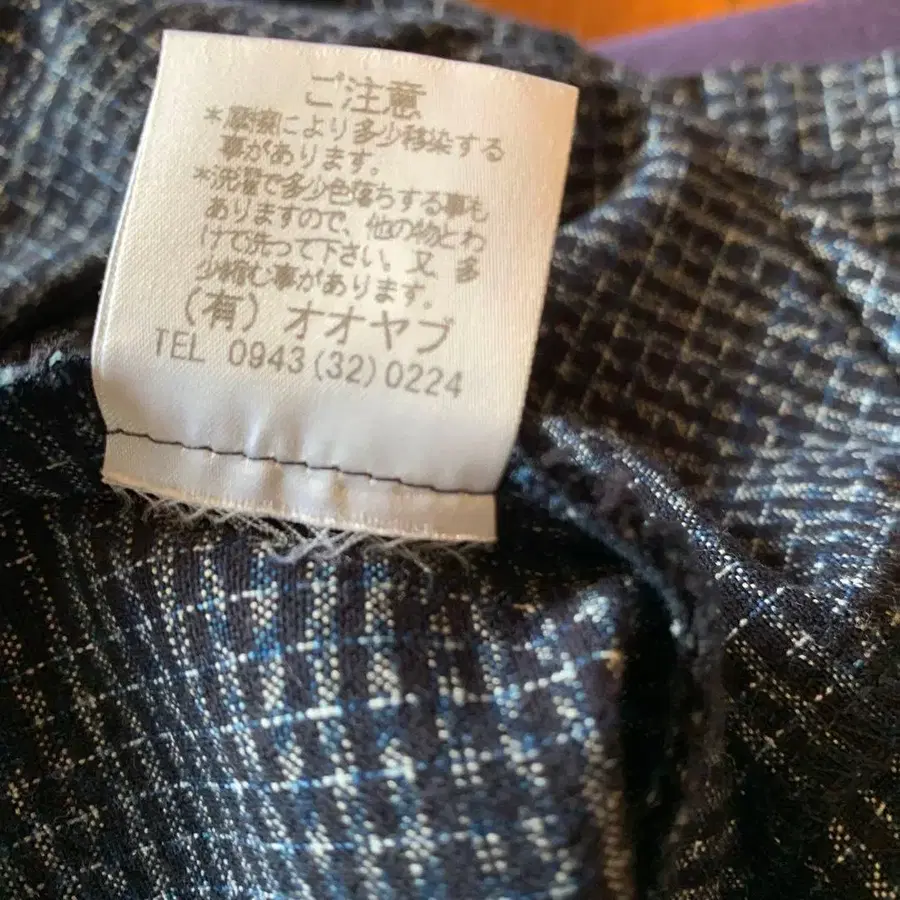 ご注意
*摩擦により多少移染する
事があります。
*洗濯で多少色落ちする事も
ありますので、他の物とわ
けて洗って下さい。又、多
少縮む事があります。
(有) オオヤブ
TEL 0943(32)0224